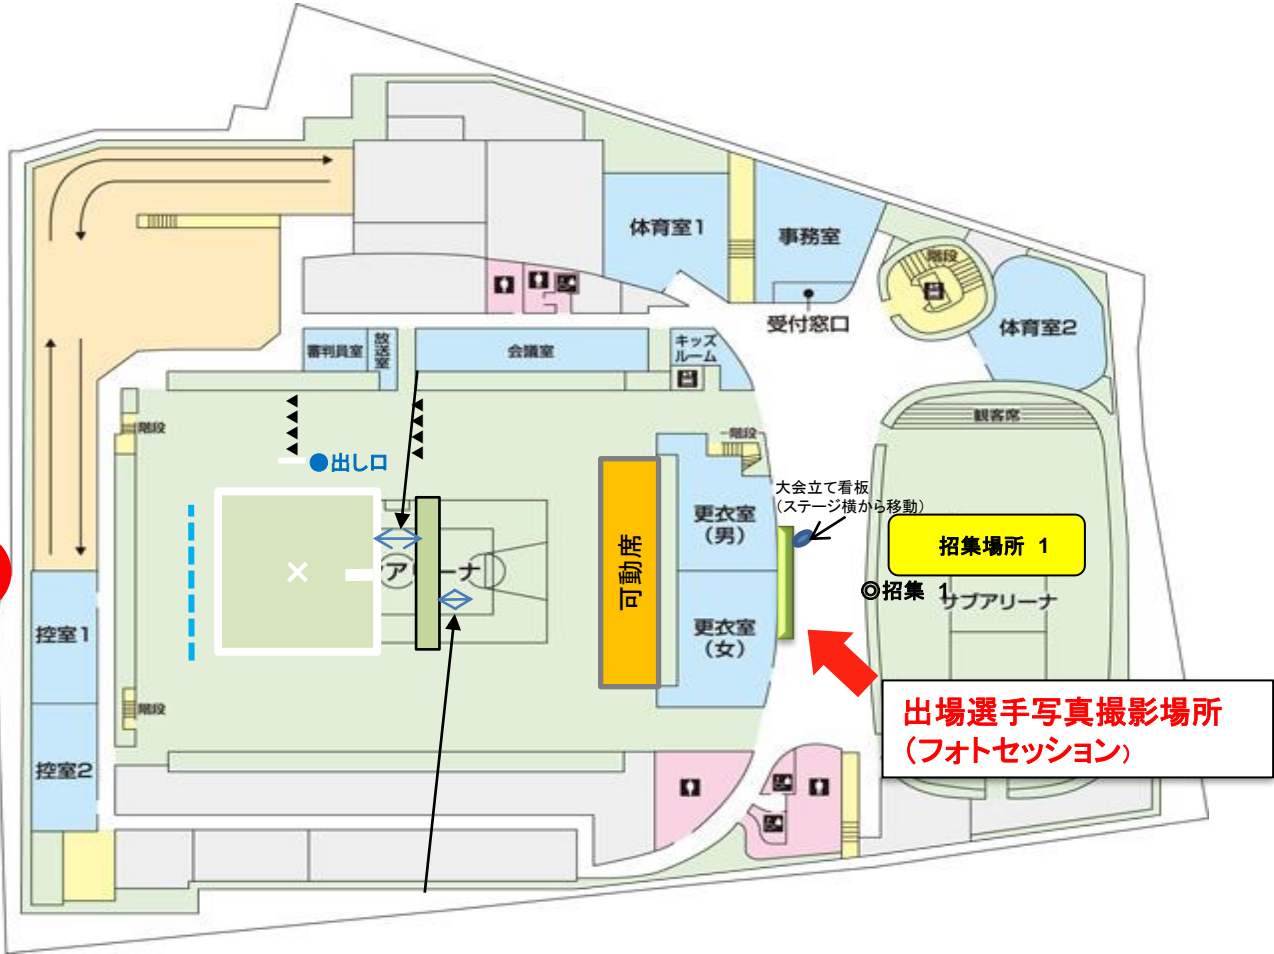 体育室1
事務室
階段
受付窓口
体育室2
審判員室
放送室
会議室
キッズ
ルーム
観客席
階段
階段
出し口
大会立て看板
（ステージ横から移動）
更衣室
（男）
招集場所 1
可動席
アリーナ
◎招集 1
サブアリーナ
控室1
更衣室
（女）
階段
出場選手写真撮影場所
（フォトセッション）
控室2